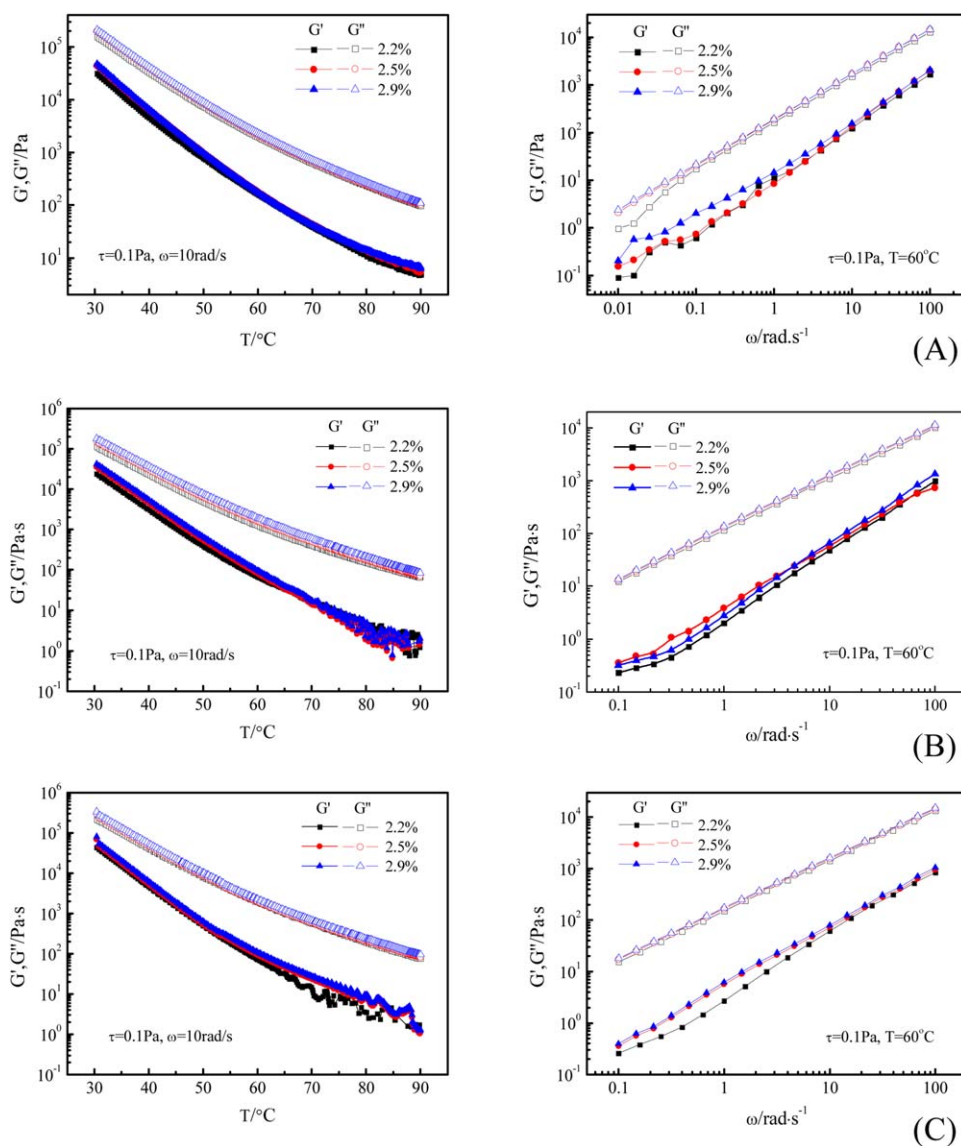 G' G"
2.2%
2.5%
2.9%
G',G"/Pa
10⁵
10⁴
10³
10²
10¹
τ=0.1Pa, ω=10rad/s
30 40 50 60 70 80 90
T/°C
G' G"
2.2%
2.5%
2.9%
G',G"/Pa
10⁴
10³
10²
10¹
10⁰
10⁻¹
τ=0.1Pa, T=60°C
0.01 0.1 1 10 100
ω/rad.s⁻¹
(A)
G' G"
2.2%
2.5%
2.9%
G',G"/Pa·s
10⁶
10⁵
10⁴
10³
10²
10¹
10⁰
10⁻¹
τ=0.1Pa, ω=10rad/s
30 40 50 60 70 80 90
T/°C
G' G"
2.2%
2.5%
2.9%
G',G"/Pa·s
10⁴
10³
10²
10¹
10⁰
10⁻¹
τ=0.1Pa, T=60°C
0.1 1 10 100
ω/rad·s⁻¹
(B)
G' G"
2.2%
2.5%
2.9%
G',G"/Pa·s
10⁶
10⁵
10⁴
10³
10²
10¹
10⁰
10⁻¹
τ=0.1Pa, ω=10rad/s
30 40 50 60 70 80 90
T/°C
G' G"
2.2%
2.5%
2.9%
G',G"/Pa·s
10⁴
10³
10²
10¹
10⁰
10⁻¹
τ=0.1Pa, T=60°C
0.1 1 10 100
ω/rad·s⁻¹
(C)